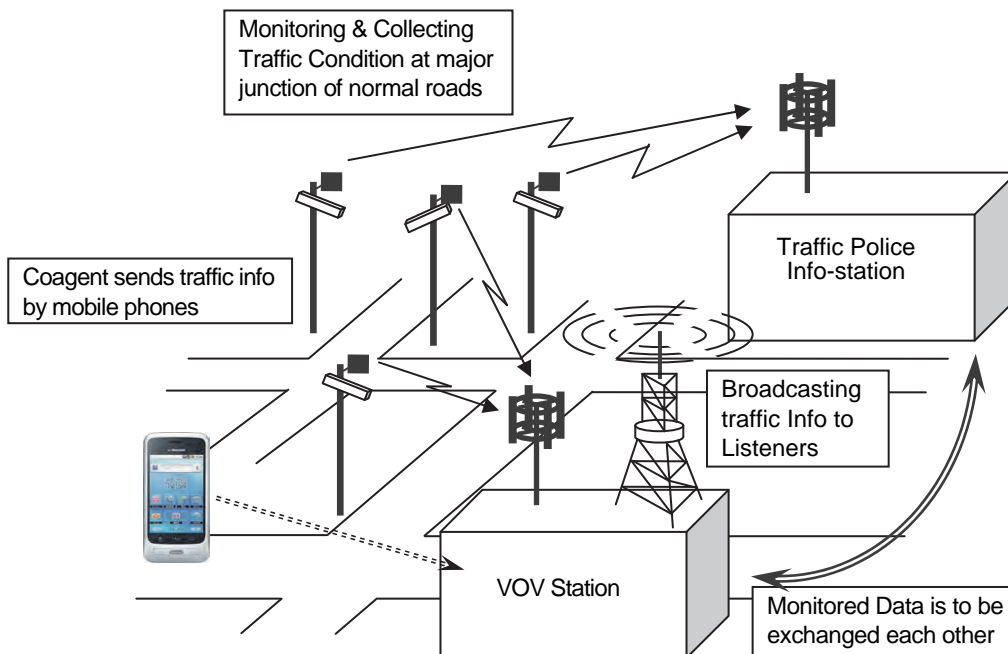 Monitoring & Collecting
Traffic Condition at major
junction of normal roads
Traffic Police
Info-station
Coagent sends traffic info
by mobile phones
Broadcasting
traffic Info to
Listeners
VOV Station
Monitored Data is to be
exchanged each other